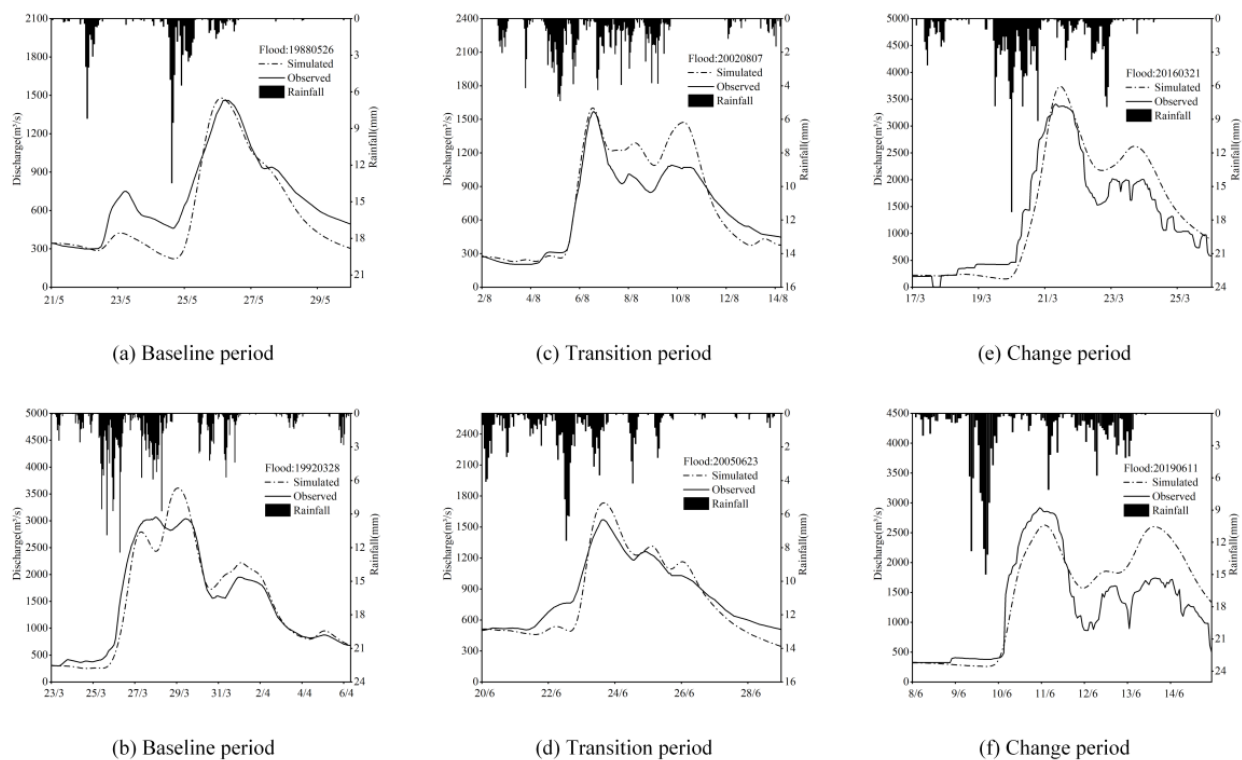 2100
1800
1500
1200
900
600
300
0
Discharge(m³/s)
21/5 23/5 25/5 27/5 29/5
0
3
6
9
12
15
18
21
Rainfall(mm)
Flood:19880526
Simulated
Observed
Rainfall
(a) Baseline period
2400
2100
1800
1500
1200
900
600
300
0
Discharge(m³/s)
2/8 4/8 6/8 8/8 10/8 12/8 14/8
0
2
4
6
8
10
12
14
16
Rainfall(mm)
Flood:20020807
Simulated
Observed
Rainfall
(c) Transition period
5000
4500
4000
3500
3000
2500
2000
1500
1000
500
0
Discharge(m³/s)
17/3 19/3 21/3 23/3 25/3
0
3
6
9
12
15
18
21
24
Rainfall(mm)
Flood:20160321
Simulated
Observed
Rainfall
(e) Change period
5000
4500
4000
3500
3000
2500
2000
1500
1000
500
0
Discharge(m³/s)
23/3 25/3 27/3 29/3 31/3 2/4 4/4 6/4
0
3
6
9
12
15
18
21
24
Rainfall(mm)
Flood:19920328
Simulated
Observed
Rainfall
(b) Baseline period
2400
2100
1800
1500
1200
900
600
300
0
Discharge(m³/s)
20/6 22/6 24/6 26/6 28/6
0
2
4
6
8
10
12
14
16
Rainfall(mm)
Flood:20050623
Simulated
Observed
Rainfall
(d) Transition period
4500
4000
3500
3000
2500
2000
1500
1000
500
0
Discharge(m³/s)
8/6 9/6 10/6 11/6 12/6 13/6 14/6
0
3
6
9
12
15
18
21
24
Rainfall(mm)
Flood:20190611
Simulated
Observed
Rainfall
(f) Change period